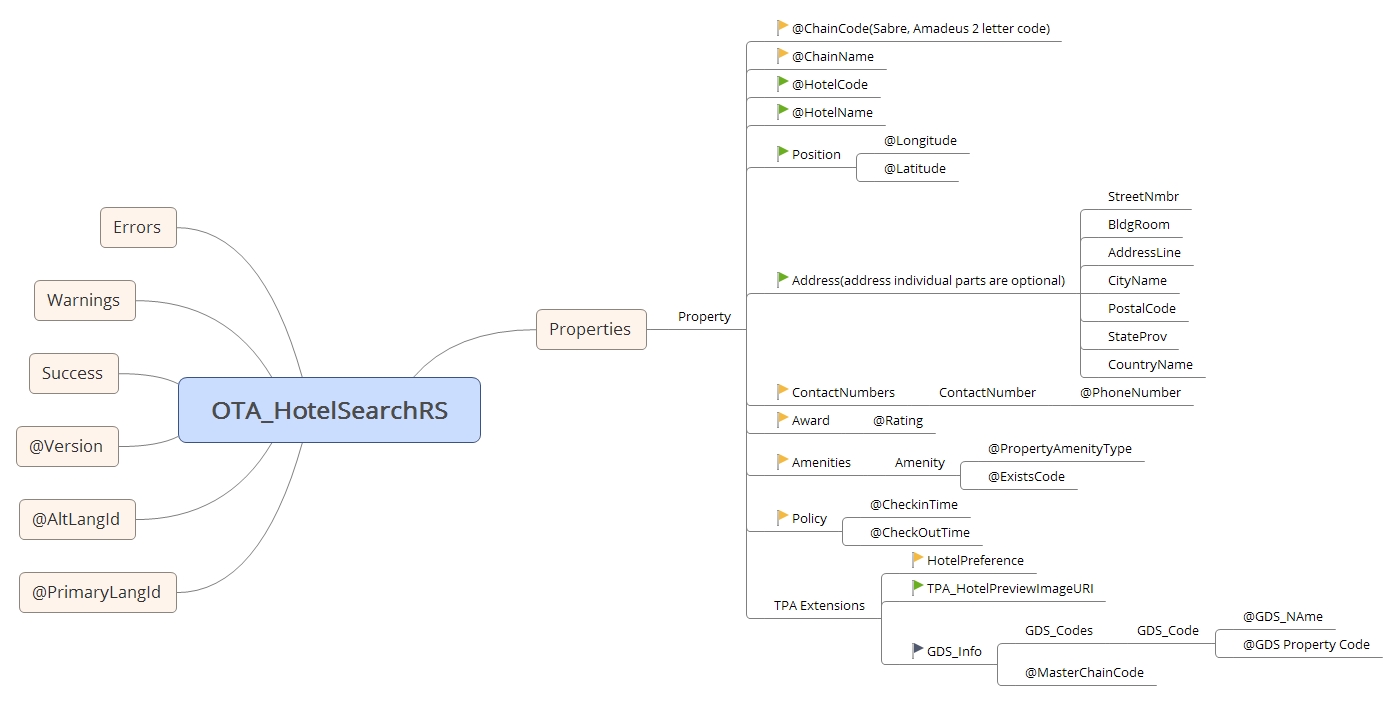 Errors
Warnings
Success
@Version
@AltLangId
@PrimaryLangId
OTA_HotelSearchRS
Properties
Property
@ChainCode(Sabre, Amadeus 2 letter code)
@ChainName
@HotelCode
@HotelName
Position
@Longitude
@Latitude
Address(address individual parts are optional)
StreetNmbr
BldgRoom
AddressLine
CityName
PostalCode
StateProv
CountryName
ContactNumbers
ContactNumber
@PhoneNumber
Award
@Rating
Amenities
Amenity
@PropertyAmenityType
@ExistsCode
Policy
@CheckinTime
@CheckOutTime
TPA Extensions
HotelPreference
TPA_HotelPreviewImageURI
GDS_Info
GDS_Codes
GDS_Code
@GDS_NAme
@GDS Property Code
@MasterChainCode